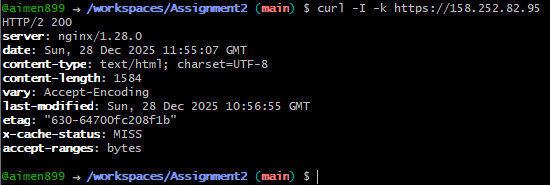 @aimen899 → /workspaces/Assignment2 (main) $ curl -I -k https://158.252.82.95
HTTP/2 200
server: nginx/1.28.0
date: Sun, 28 Dec 2025 11:55:07 GMT
content-type: text/html; charset=UTF-8
content-length: 1584
vary: Accept-Encoding
last-modified: Sun, 28 Dec 2025 10:56:55 GMT
etag: "630-64700fc208f1b"
x-cache-status: MISS
accept-ranges: bytes
@aimen899 → /workspaces/Assignment2 (main) $